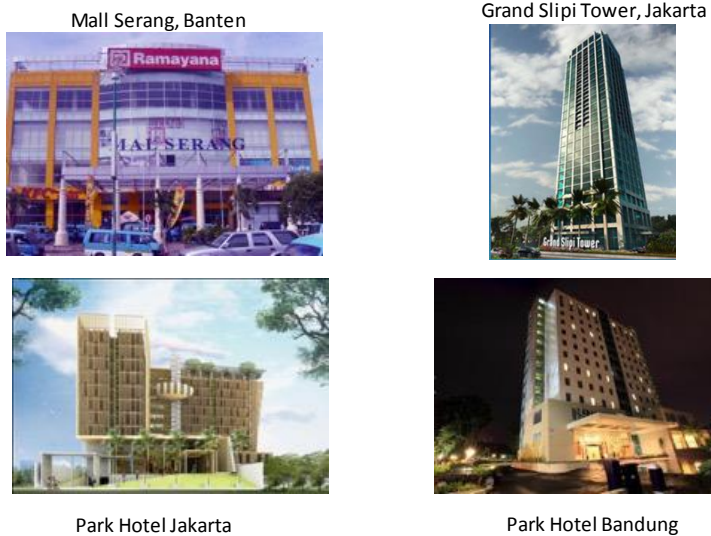 Mall Serang, Banten
Grand Slipi Tower, Jakarta
Ramayana
MAL SERANG
Grand Slipi Tower
Park Hotel Jakarta
Park Hotel Bandung